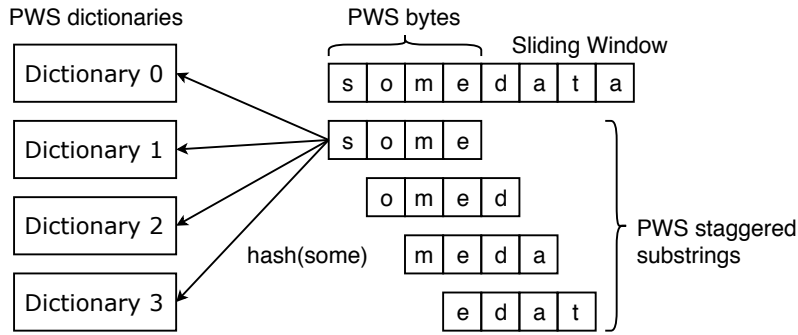 PWS dictionaries
PWS bytes
Sliding Window
Dictionary 0
s o m e d a t a
Dictionary 1
s o m e
Dictionary 2
o m e d
PWS staggered
substrings
hash(some)
m e d a
Dictionary 3
e d a t